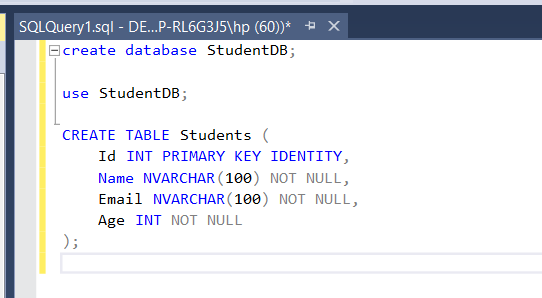 SQLQuery1.sql - DE...P-RL6G3J5\hp (60))*
create database StudentDB;
use StudentDB;
CREATE TABLE Students (
    Id INT PRIMARY KEY IDENTITY,
    Name NVARCHAR(100) NOT NULL,
    Email NVARCHAR(100) NOT NULL,
    Age INT NOT NULL
);